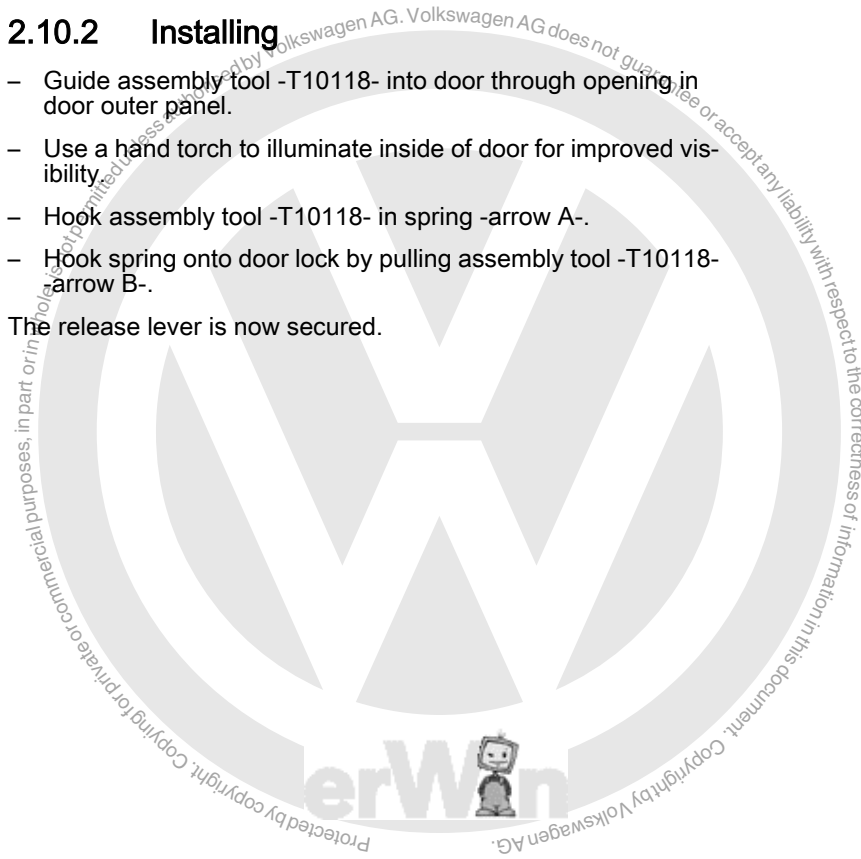 2.10.2 Installing
– Guide assembly tool -T10118- into door through opening in
door outer panel.
– Use a hand torch to illuminate inside of door for improved vis-
ibility.
– Hook assembly tool -T10118- in spring -arrow A-.
– Hook spring onto door lock by pulling assembly tool -T10118-
-arrow B-.
The release lever is now secured.
Protected by copyright. Copying for private or commercial purposes, in part or in whole, is not permitted unless authorised by Volkswagen AG. Volkswagen AG does not guarantee or accept any liability with respect to the correctness of information in this document. Copyright by Volkswagen AG.
erWin